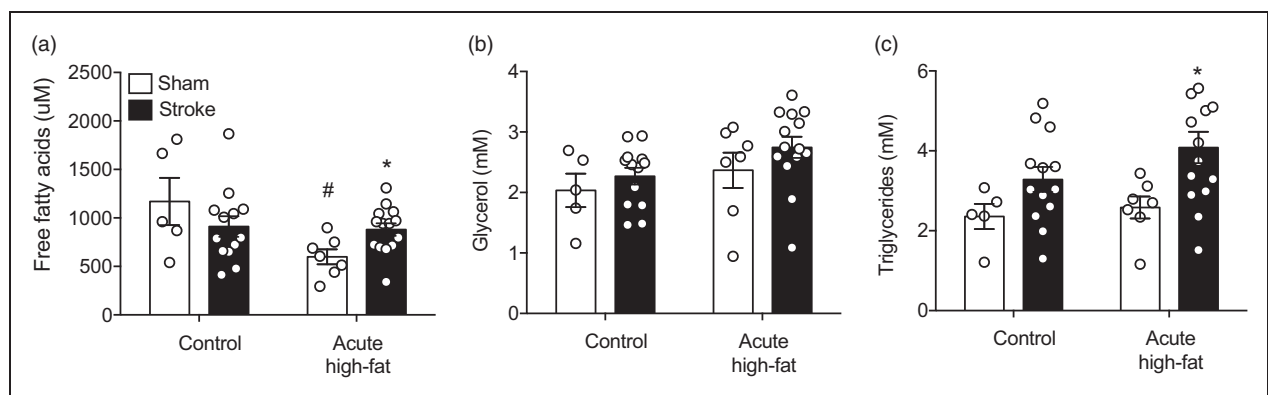 (a)
Free fatty acids (uM)
2500
2000
1500
1000
500
0
Sham
Stroke
#
*
Control
Acute
high-fat
(b)
Glycerol (mM)
4
3
2
1
0
Control
Acute
high-fat
(c)
Triglycerides (mM)
6
4
2
0
*
Control
Acute
high-fat